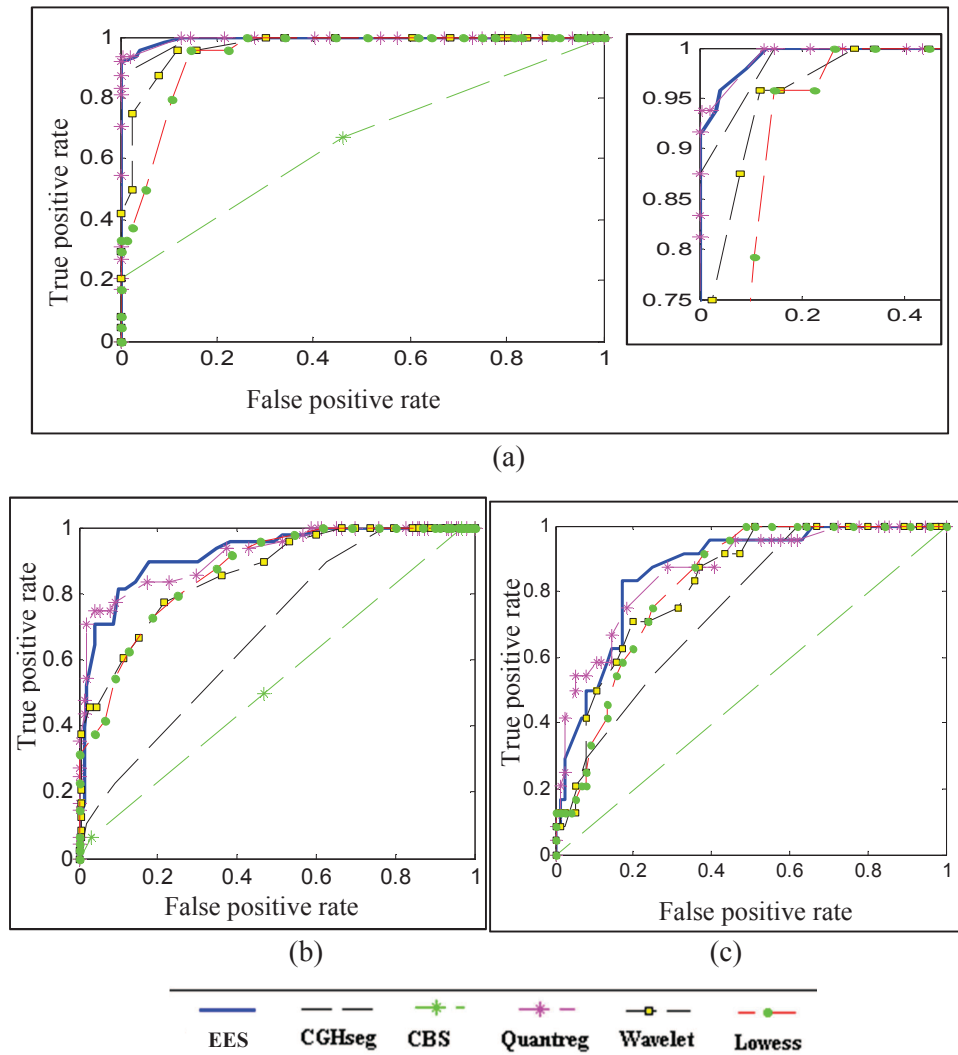 1
0.8
0.6
0.4
0.2
0
0 0.2 0.4 0.6 0.8 1
True positive rate
False positive rate
1
0.95
0.9
0.85
0.8
0.75
0 0.2 0.4
(a)
1
0.8
0.6
0.4
0.2
0
0 0.2 0.4 0.6 0.8 1
True positive rate
False positive rate
(b)
1
0.8
0.6
0.4
0.2
0
0 0.2 0.4 0.6 0.8 1
True positive rate
False positive rate
(c)
EES CGHseg CBS Quantreg Wavelet Lowess